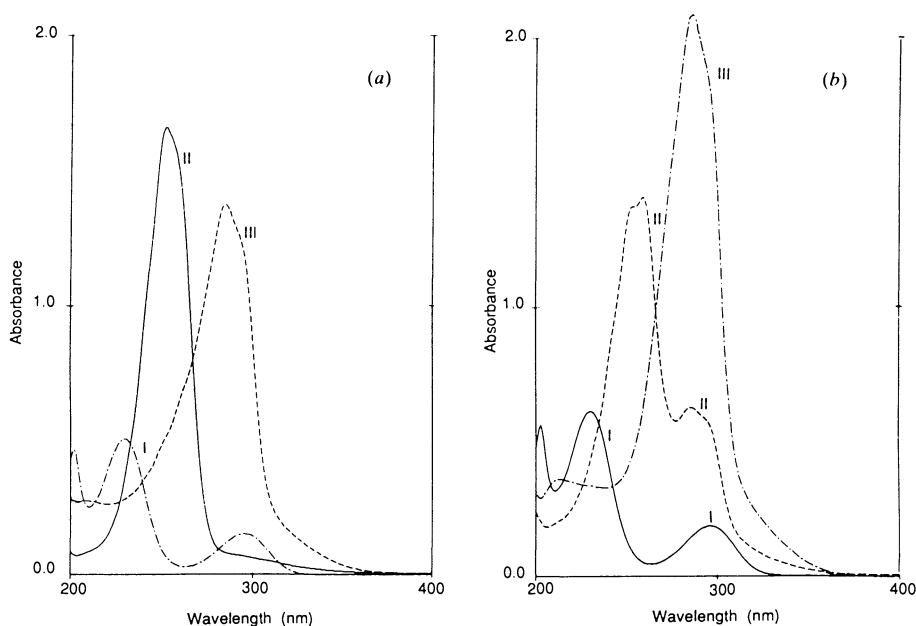 2.0
(a)
II
III
Absorbance
1.0
I
0.0
200
300
400
Wavelength (nm)
2.0
(b)
III
II
Absorbance
1.0
II
I
I
0.0
200
300
400
Wavelength (nm)